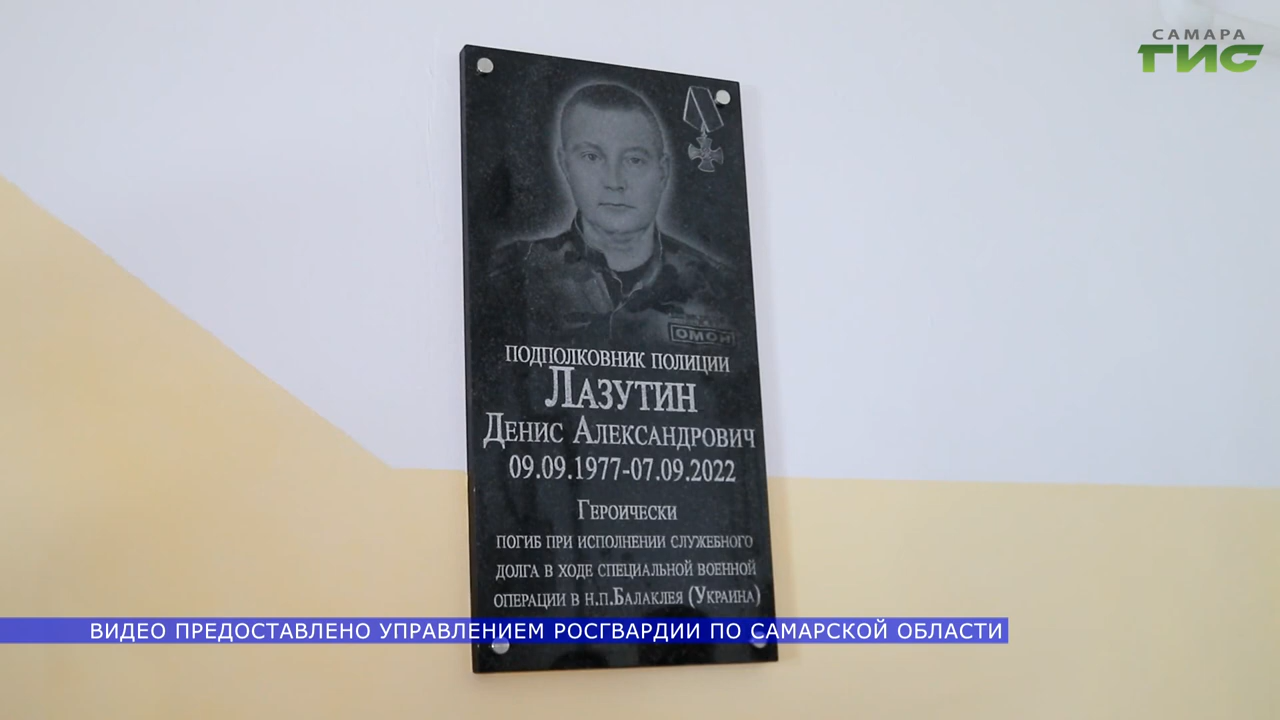 САМАРА
ГИС
ОМОН
ПОДПОЛКОВНИК ПОЛИЦИИ
ЛАЗУТИН
ДЕНИС АЛЕКСАНДРОВИЧ
09.09.1977-07.09.2022
ГЕРОИЧЕСКИ
ПОГИБ ПРИ ИСПОЛНЕНИИ СЛУЖЕБНОГО
ДОЛГА В ХОДЕ СПЕЦИАЛЬНОЙ ВОЕННОЙ
ОПЕРАЦИИ В Н.П.БАЛАКЛЕЯ (УКРАИНА)
ВИДЕО ПРЕДОСТАВЛЕНО УПРАВЛЕНИЕМ РОСГВАРДИИ ПО САМАРСКОЙ ОБЛАСТИ